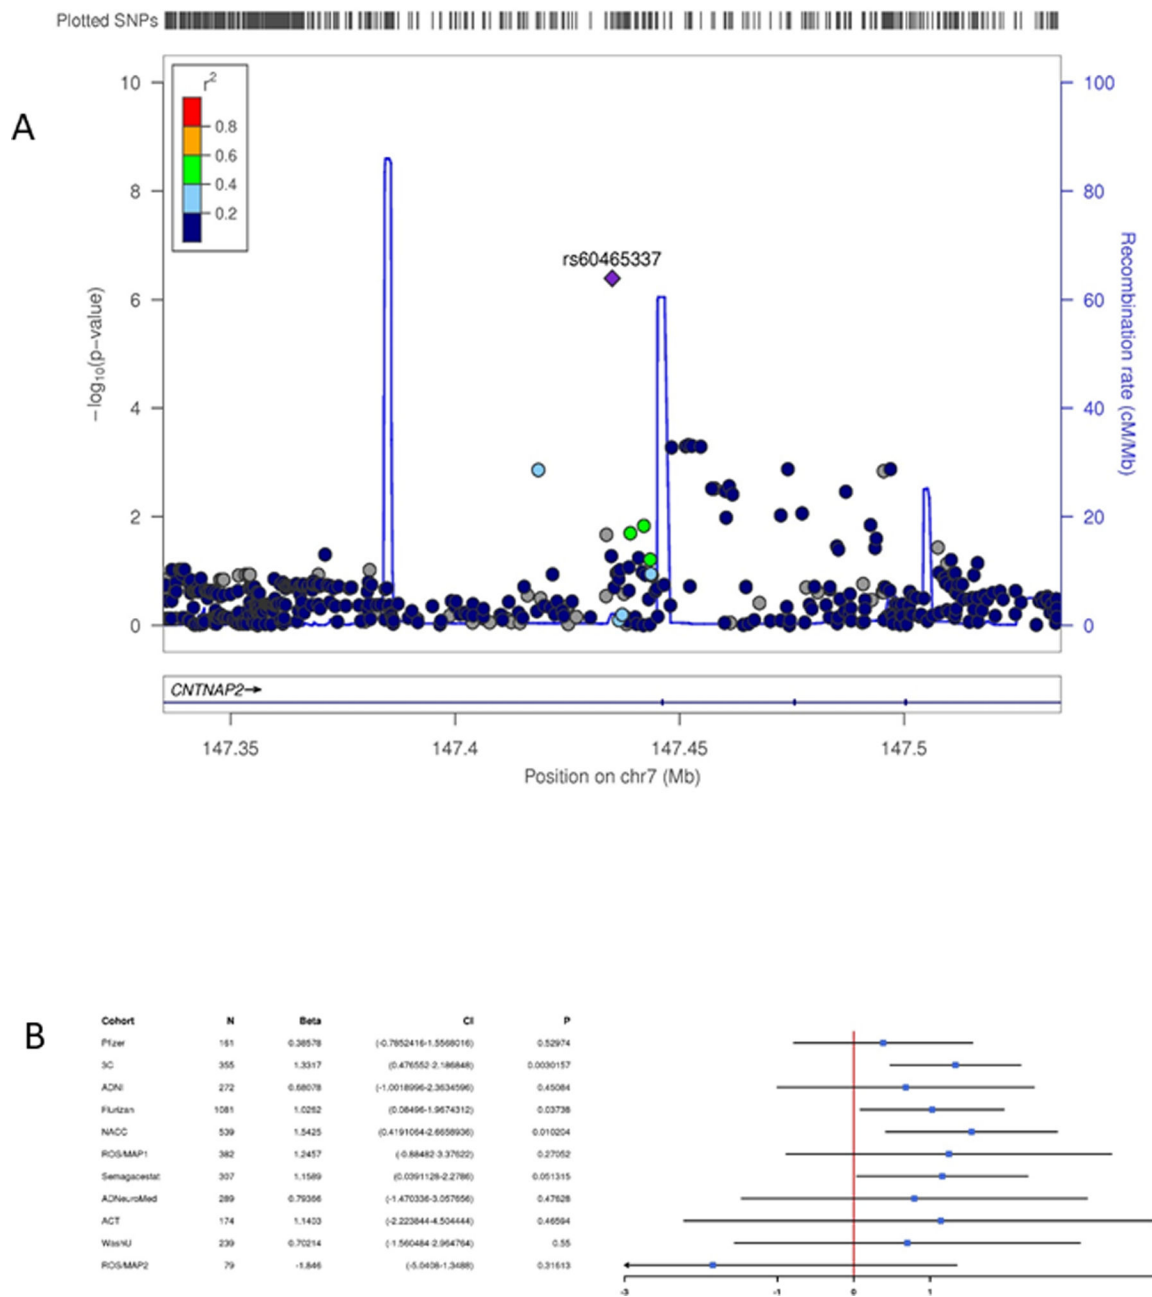 Plotted SNPs
A
r2
0.8
0.6
0.4
0.2
10
8
6
4
2
0
−log10(p−value)
rs60465337
100
80
60
40
20
0
Recombination rate (cM/Mb)
CNTNAP2→
147.35 147.4 147.45 147.5
Position on chr7 (Mb)
B
Cohort N Beta CI P
Pfizer 161 0.38578 (-0.7852416-1.5568016) 0.52974
3C 355 1.3317 (0.476552-2.186848) 0.0030157
ADNI 272 0.68078 (-1.0018996-2.3634596) 0.45084
Flurizan 1081 1.0262 (0.08496-1.9674312) 0.03736
NACC 539 1.5425 (0.4191064-2.6658936) 0.010204
ROS/MAP1 382 1.2457 (-0.88482-3.37622) 0.27052
Semagacestat 307 1.1589 (0.0391128-2.2786) 0.051315
ADNeuroMed 289 0.79366 (-1.470336-3.057656) 0.47628
ACT 174 1.1403 (-2.223844-4.504444) 0.46594
WashU 239 0.70214 (-1.560484-2.964764) 0.55
ROS/MAP2 79 -1.846 (-5.0408-1.3488) 0.31613
-3 -1 0 1